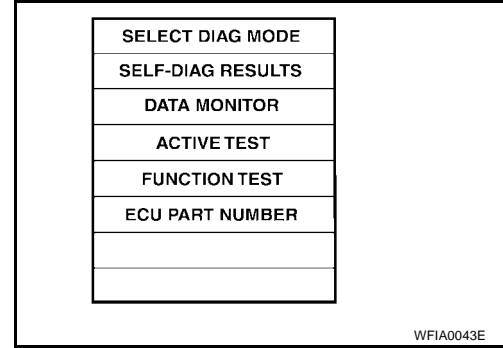 SELECT DIAG MODE
SELF-DIAG RESULTS
DATA MONITOR
ACTIVE TEST
FUNCTION TEST
ECU PART NUMBER
WFIA0043E